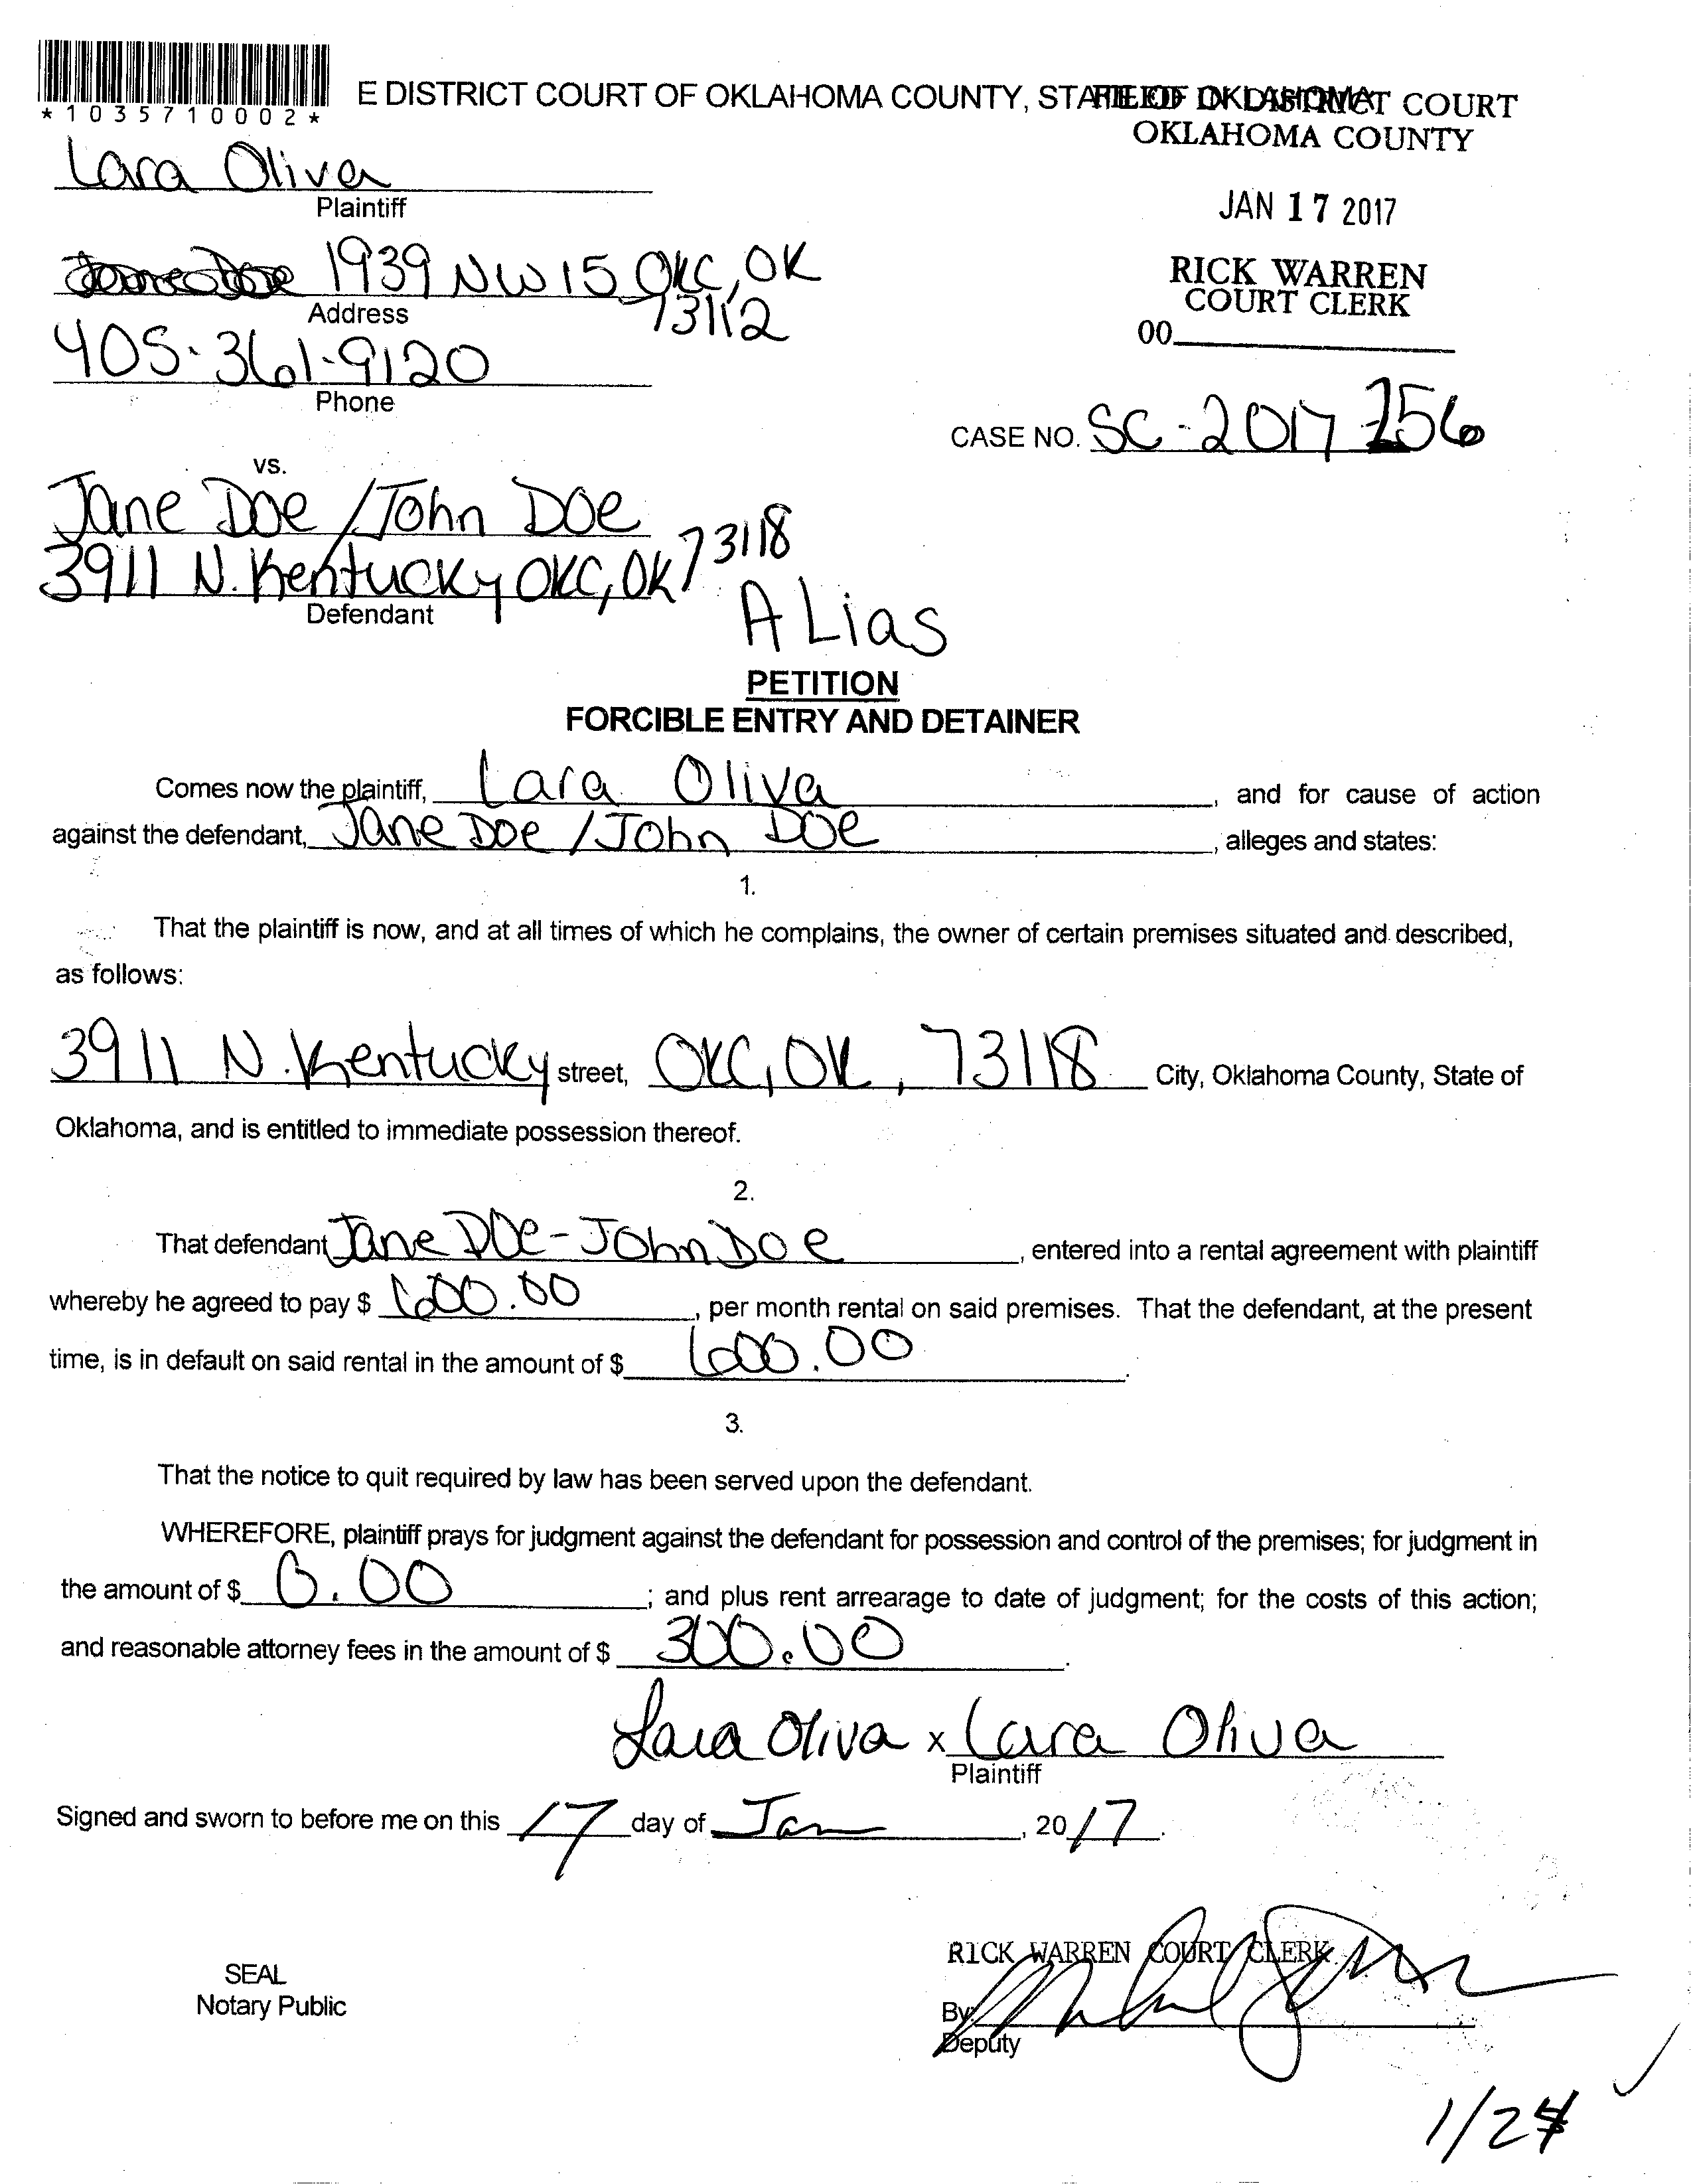 *1035710002*
E DISTRICT COURT OF OKLAHOMA COUNTY, STATE OF OKLAHOMA
FILED IN DISTRICT COURT
OKLAHOMA COUNTY
Lara Oliva
Plaintiff
JAN 17 2017
1939 NW 15 OKC, OK
73112
Address
RICK WARREN
COURT CLERK
00
405-361-9120
Phone
CASE NO. SC-2017 256
vs.
Jane Doe / John Doe
3911 N. Kentucky OKC, OK 73118
Defendant
ALias
PETITION
FORCIBLE ENTRY AND DETAINER
Comes now the plaintiff, Lara Oliva, and for cause of action
against the defendant, Jane Doe / John Doe, alleges and states:
1.
That the plaintiff is now, and at all times of which he complains, the owner of certain premises situated and described,
as follows:
3911 N. Kentucky street, OKC, OK, 73118 City, Oklahoma County, State of
Oklahoma, and is entitled to immediate possession thereof.
2.
That defendant Jane Doe - John Doe, entered into a rental agreement with plaintiff
whereby he agreed to pay $ 600.00, per month rental on said premises. That the defendant, at the present
time, is in default on said rental in the amount of $ 600.00.
3.
That the notice to quit required by law has been served upon the defendant.
WHEREFORE, plaintiff prays for judgment against the defendant for possession and control of the premises; for judgment in
the amount of $ 0.00; and plus rent arrearage to date of judgment; for the costs of this action;
and reasonable attorney fees in the amount of $ 300.00.
Lara Oliva x Lara Oliva
Plaintiff
Signed and sworn to before me on this 17 day of Jan, 20 17.
RICK WARREN COURT CLERK
SEAL
Notary Public
By
Deputy